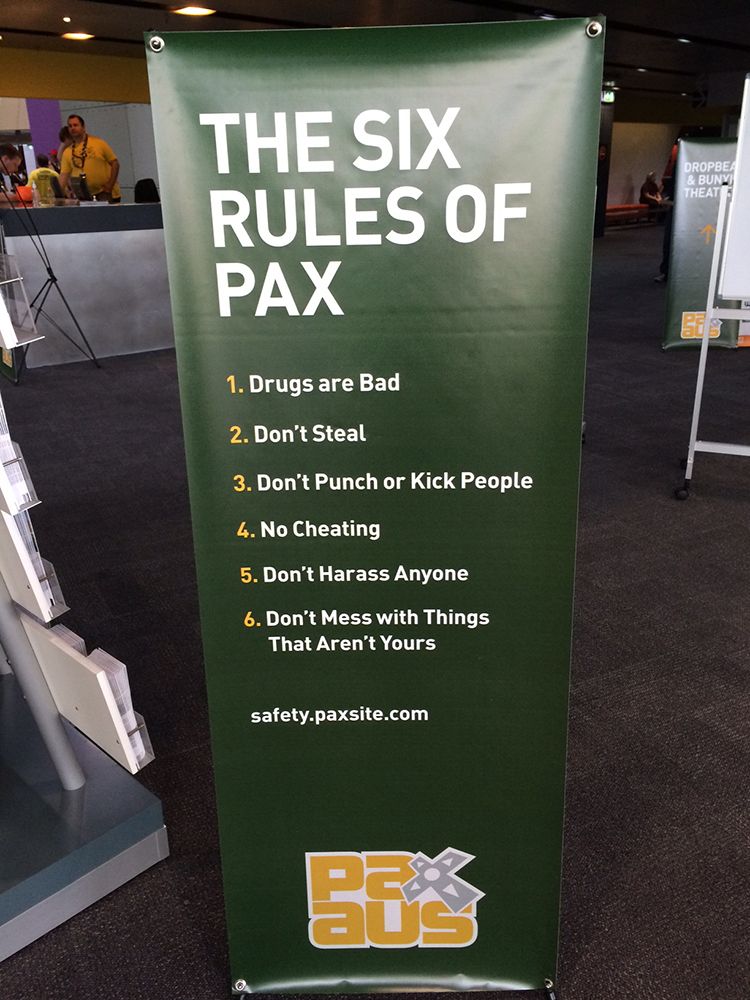 THE SIX
RULES OF
PAX
1. Drugs are Bad
2. Don't Steal
3. Don't Punch or Kick People
4. No Cheating
5. Don't Harass Anyone
6. Don't Mess with Things
That Aren't Yours
safety.paxsite.com
pax
aus
&